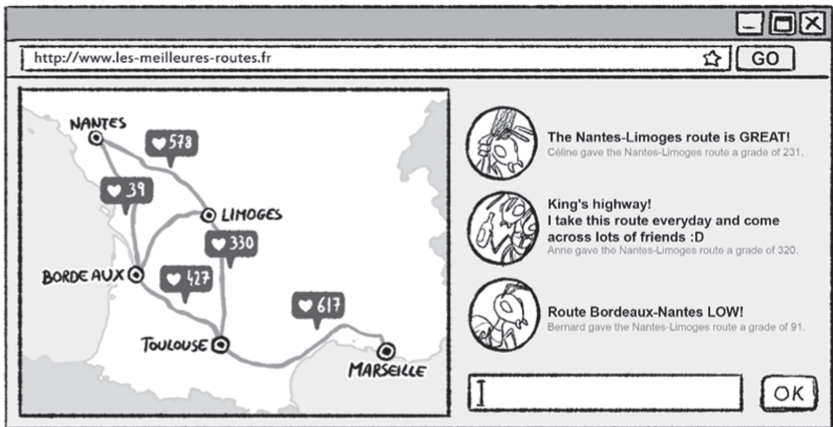 http://www.les-meilleures-routes.fr
GO
NANTES
578
39
LIMOGES
330
BORDEAUX
427
617
TOULOUSE
MARSEILLE
The Nantes-Limoges route is GREAT!
Céline gave the Nantes-Limoges route a grade of 231.
King's highway!
I take this route everyday and come
across lots of friends :D
Anne gave the Nantes-Limoges route a grade of 320.
Route Bordeaux-Nantes LOW!
Bernard gave the Nantes-Limoges route a grade of 91.
OK